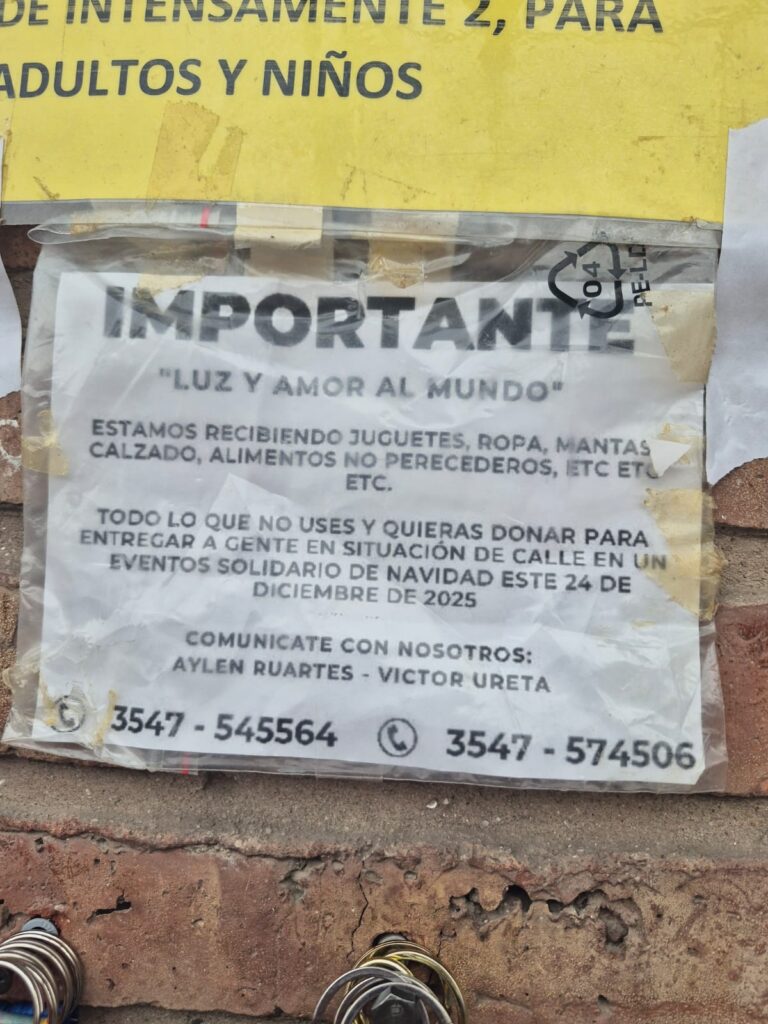 DE INTENSAMENTE 2, PARA
ADULTOS Y NIÑOS
04
PE-LD
IMPORTANTE
"LUZ Y AMOR AL MUNDO"
ESTAMOS RECIBIENDO JUGUETES, ROPA, MANTAS
CALZADO, ALIMENTOS NO PERECEDEROS, ETC ETC
ETC.
TODO LO QUE NO USES Y QUIERAS DONAR PARA
ENTREGAR A GENTE EN SITUACIÓN DE CALLE EN UN
EVENTOS SOLIDARIO DE NAVIDAD ESTE 24 DE
DICIEMBRE DE 2025
COMUNICATE CON NOSOTROS:
AYLEN RUARTES - VICTOR URETA
3547 - 545564 3547 - 574506